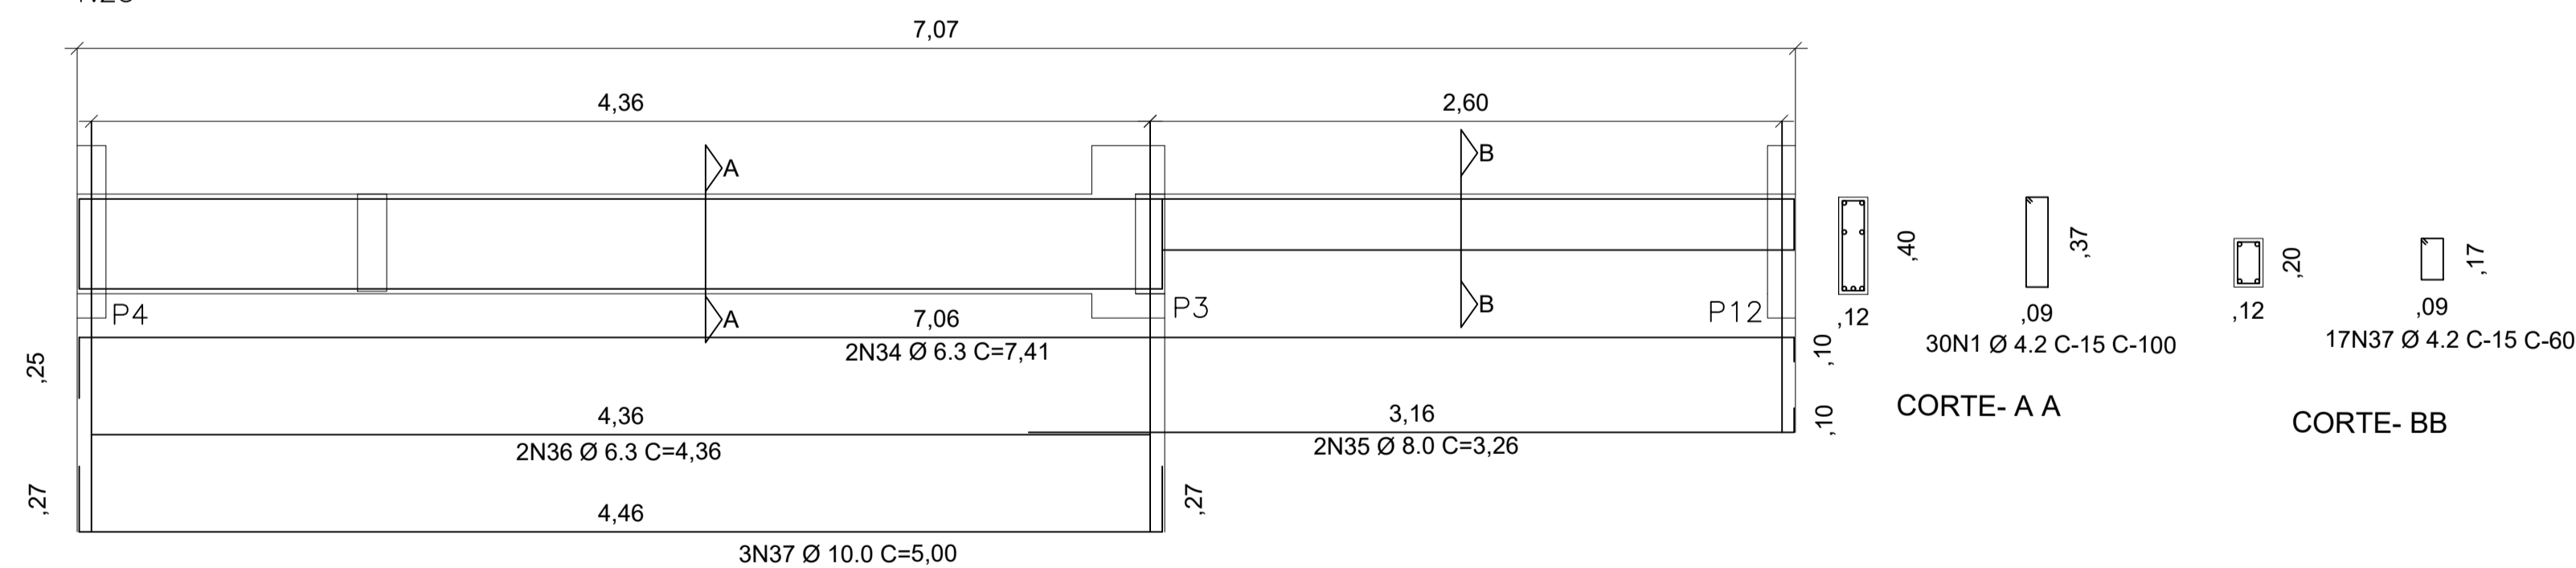 7,07
4,36
2,60
A
B
A
B
P4
P3
P12
7,06
2N34 Ø 6.3 C=7,41
,25
,10
4,36
2N36 Ø 6.3 C=4,36
3,16
2N35 Ø 8.0 C=3,26
,10
,27
4,46
,27
3N37 Ø 10.0 C=5,00
,40
,12
,37
,09
30N1 Ø 4.2 C-15 C-100
CORTE- A A
,20
,12
,17
,09
17N37 Ø 4.2 C-15 C-60
CORTE- BB